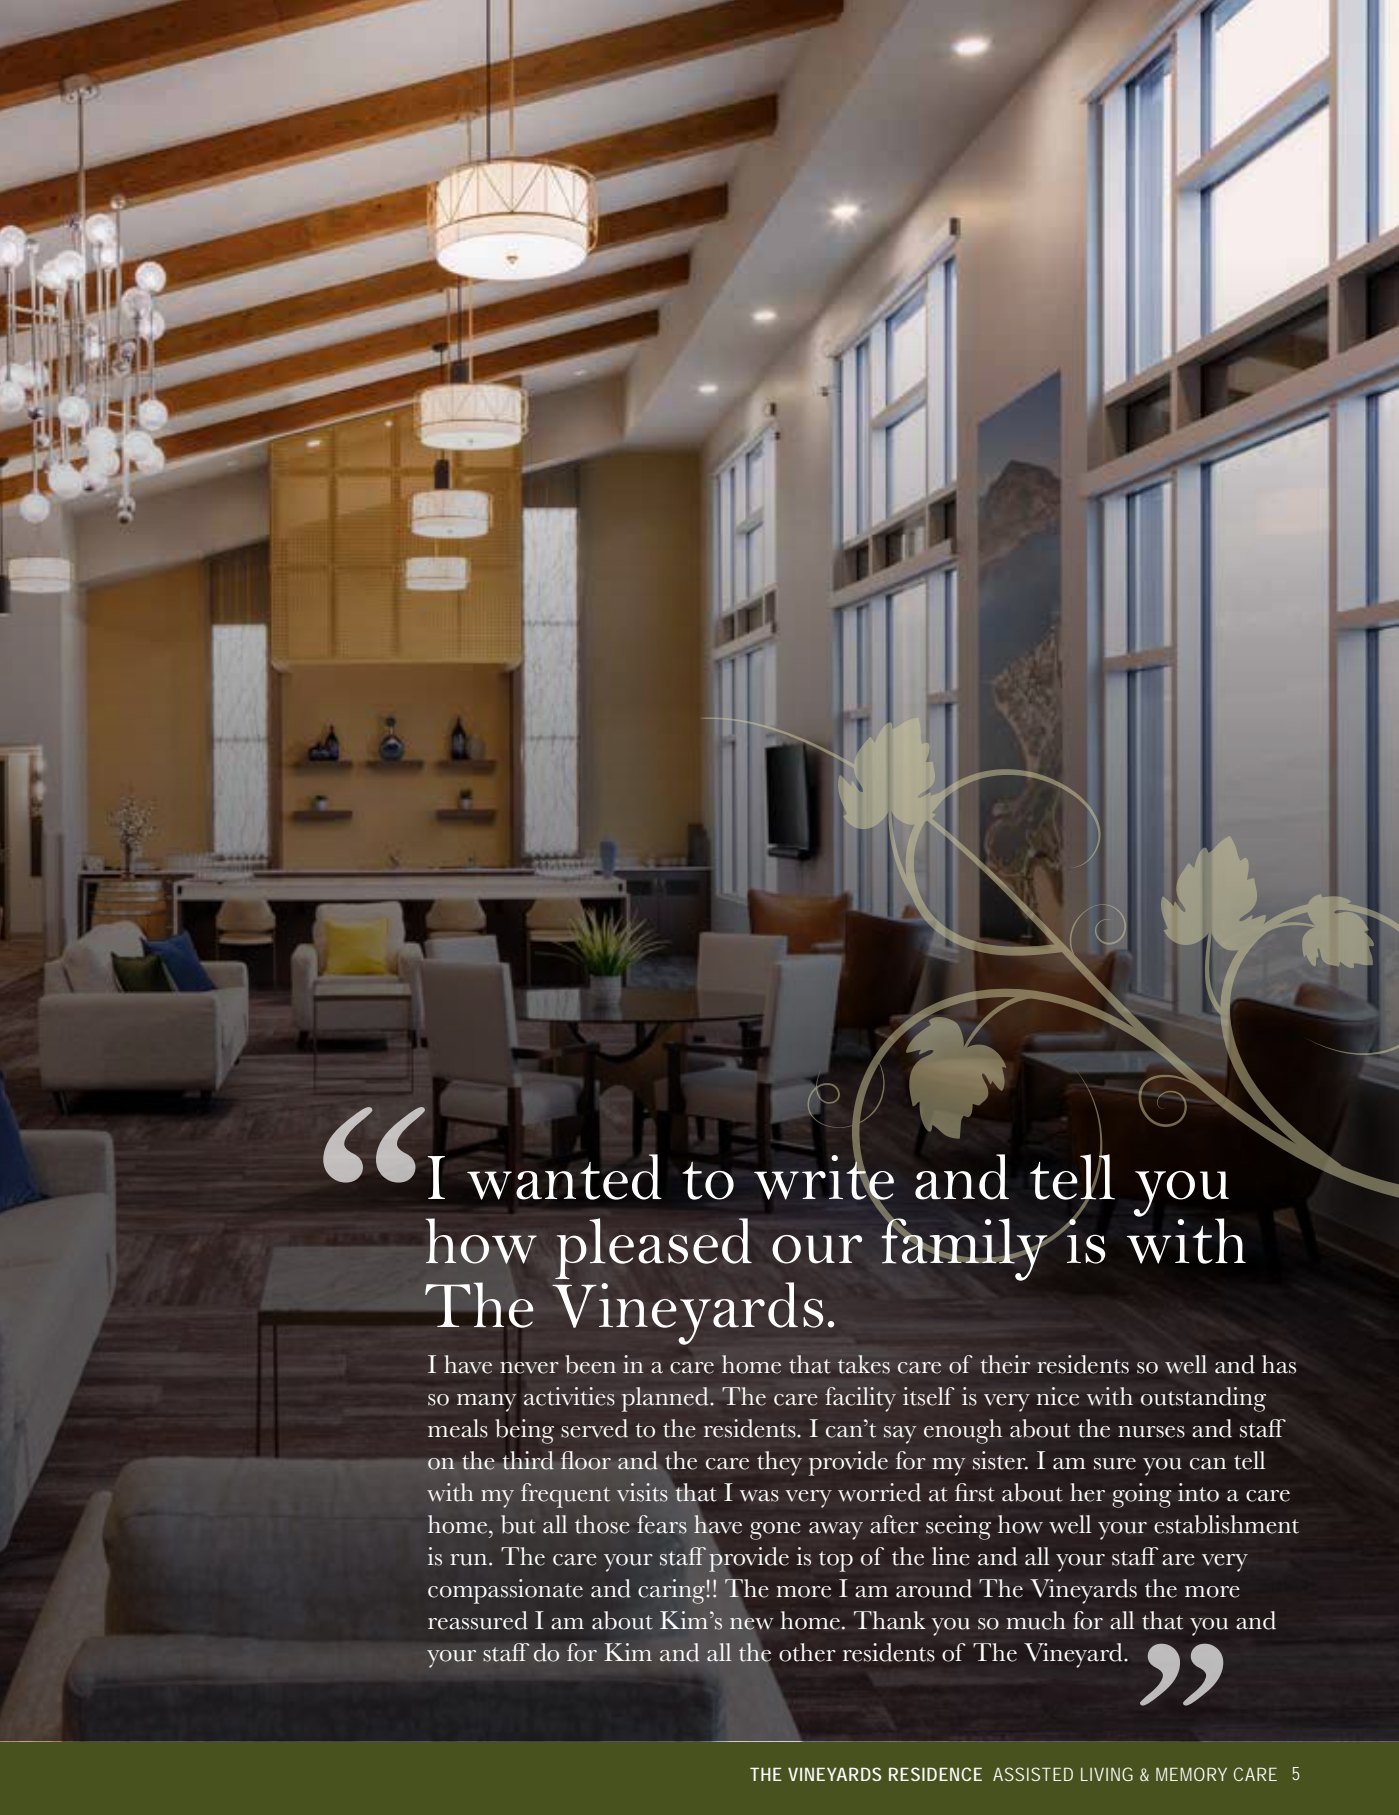 “I wanted to write and tell you
how pleased our family is with
The Vineyards.
I have never been in a care home that takes care of their residents so well and has
so many activities planned. The care facility itself is very nice with outstanding
meals being served to the residents. I can’t say enough about the nurses and staff
on the third floor and the care they provide for my sister. I am sure you can tell
with my frequent visits that I was very worried at first about her going into a care
home, but all those fears have gone away after seeing how well your establishment
is run. The care your staff provide is top of the line and all your staff are very
compassionate and caring!! The more I am around The Vineyards the more
reassured I am about Kim’s new home. Thank you so much for all that you and
your staff do for Kim and all the other residents of The Vineyard.”
THE VINEYARDS RESIDENCE ASSISTED LIVING & MEMORY CARE 5